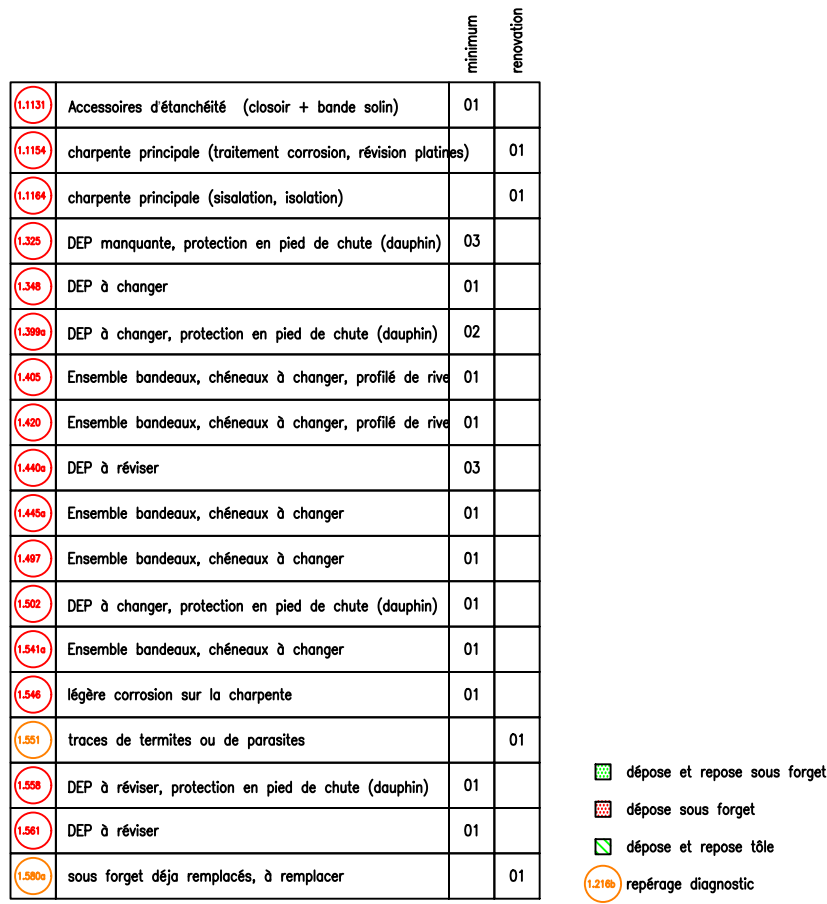 minimum
renovation
1.1131 Accessoires d'étanchéité (closoir + bande solin) 01
1.1154 charpente principale (traitement corrosion, révision platines) 01
1.1164 charpente principale (sisalation, isolation) 01
1.325 DEP manquante, protection en pied de chute (dauphin) 03
1.348 DEP à changer 01
1.399a DEP à changer, protection en pied de chute (dauphin) 02
1.405 Ensemble bandeaux, chéneaux à changer, profilé de rive 01
1.420 Ensemble bandeaux, chéneaux à changer, profilé de rive 01
1.440a DEP à réviser 03
1.445a Ensemble bandeaux, chéneaux à changer 01
1.497 Ensemble bandeaux, chéneaux à changer 01
1.502 DEP à changer, protection en pied de chute (dauphin) 01
1.541a Ensemble bandeaux, chéneaux à changer 01
1.546 légère corrosion sur la charpente 01
1.551 traces de termites ou de parasites 01
1.558 DEP à réviser, protection en pied de chute (dauphin) 01
1.561 DEP à réviser 01
1.580a sous forget déja remplacés, à remplacer 01
dépose et repose sous forget
dépose sous forget
dépose et repose tôle
1.216b repérage diagnostic